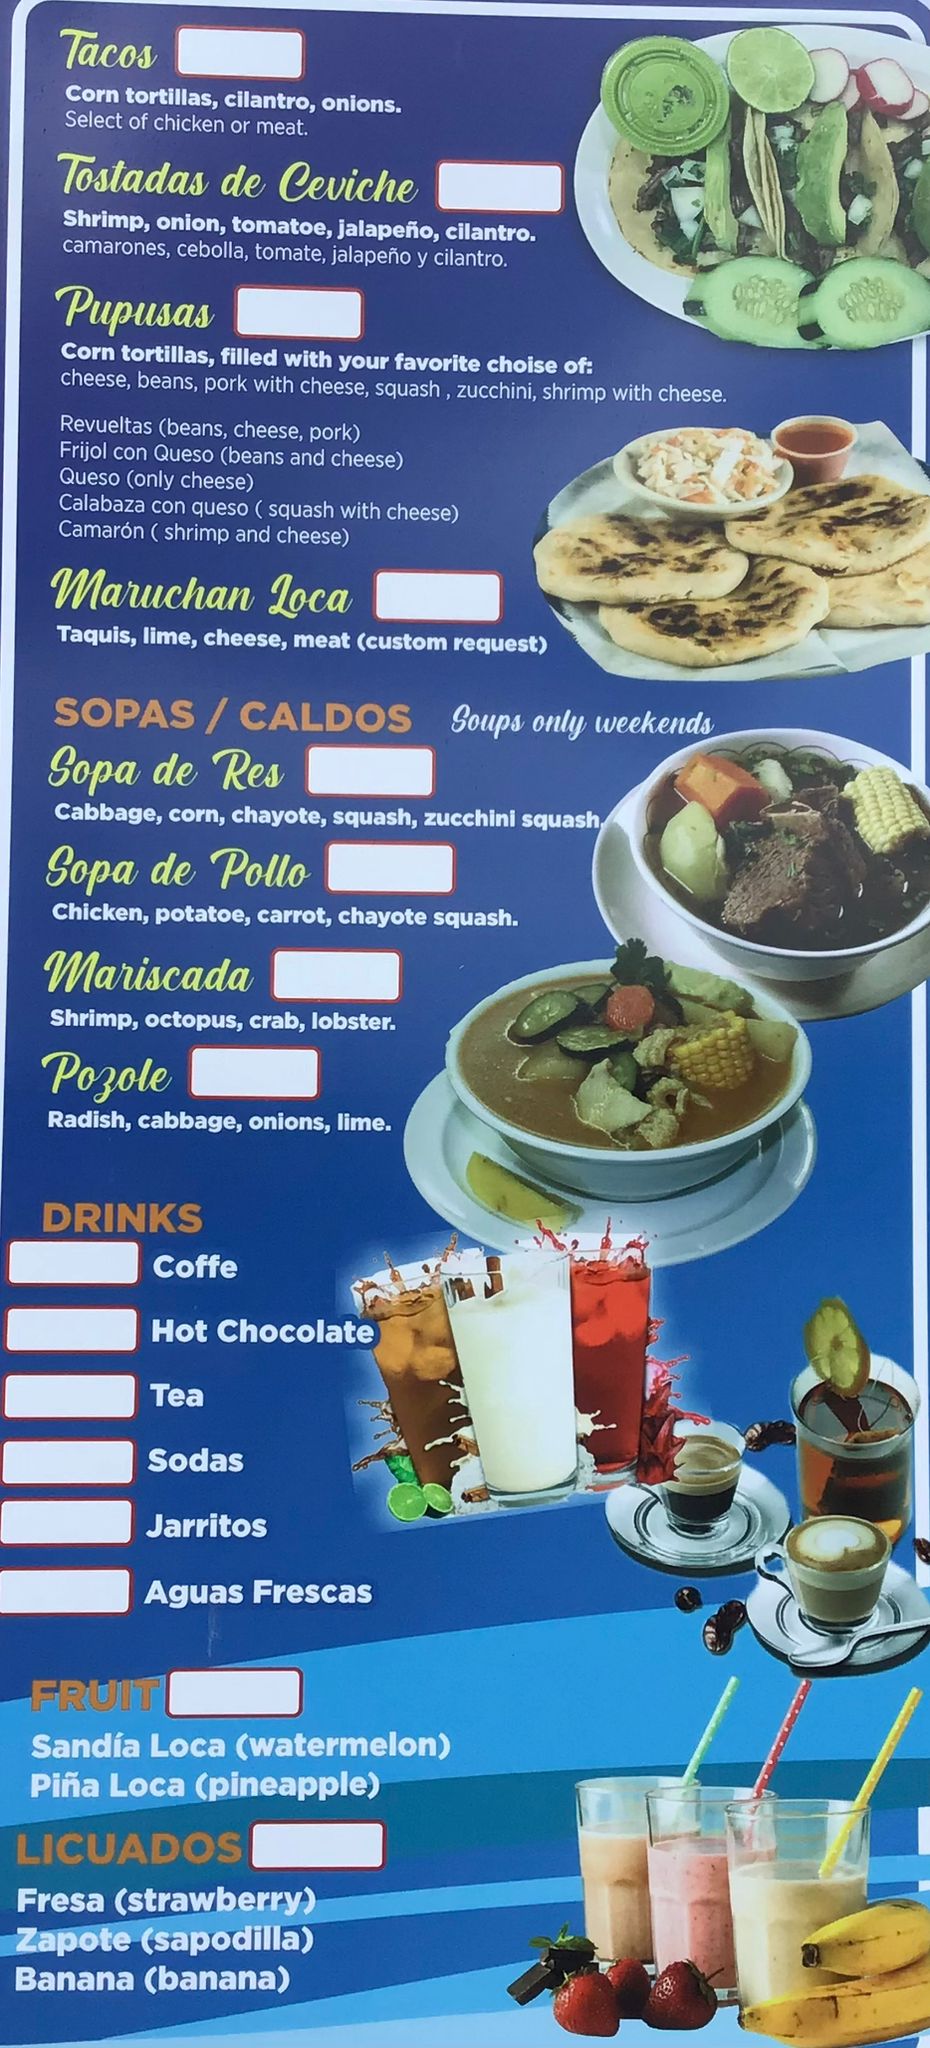 Tacos
Corn tortillas, cilantro, onions.
Select of chicken or meat.
Tostadas de Ceviche
Shrimp, onion, tomatoe, jalapeño, cilantro.
camarones, cebolla, tomate, jalapeño y cilantro.
Pupusas
Corn tortillas, filled with your favorite choise of:
cheese, beans, pork with cheese, squash , zucchini, shrimp with cheese.
Revueltas (beans, cheese, pork)
Frijol con Queso (beans and cheese)
Queso (only cheese)
Calabaza con queso ( squash with cheese)
Camarón ( shrimp and cheese)
Maruchan Loca
Taquis, lime, cheese, meat (custom request)
SOPAS / CALDOS Soups only weekends
Sopa de Res
Cabbage, corn, chayote, squash, zucchini squash,
Sopa de Pollo
Chicken, potatoe, carrot, chayote squash.
Mariscada
Shrimp, octopus, crab, lobster.
Pozole
Radish, cabbage, onions, lime.
DRINKS
Coffe
Hot Chocolate
Tea
Sodas
Jarritos
Aguas Frescas
FRUIT
Sandía Loca (watermelon)
Piña Loca (pineapple)
LICUADOS
Fresa (strawberry)
Zapote (sapodilla)
Banana (banana)